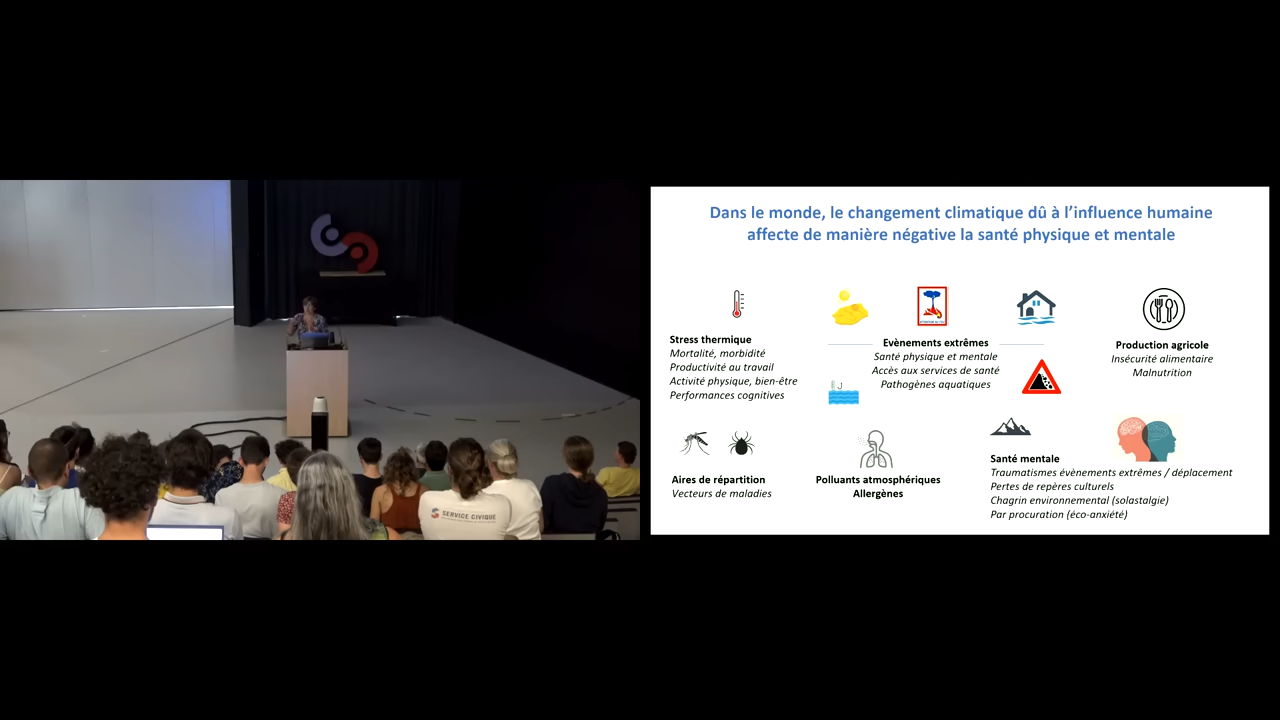 Dans le monde, le changement climatique dû à l'influence humaine
affecte de manière négative la santé physique et mentale
Stress thermique
Mortalité, morbidité
Productivité au travail
Activité physique, bien-être
Performances cognitives
Evènements extrêmes
Santé physique et mentale
Accès aux services de santé
Pathogènes aquatiques
Production agricole
Insécurité alimentaire
Malnutrition
Aires de répartition
Vecteurs de maladies
Polluants atmosphériques
Allergènes
Santé mentale
Traumatismes évènements extrêmes / déplacement
Pertes de repères culturels
Chagrin environnemental (solastalgie)
Par procuration (éco-anxiété)
SERVICE CIVIQUE